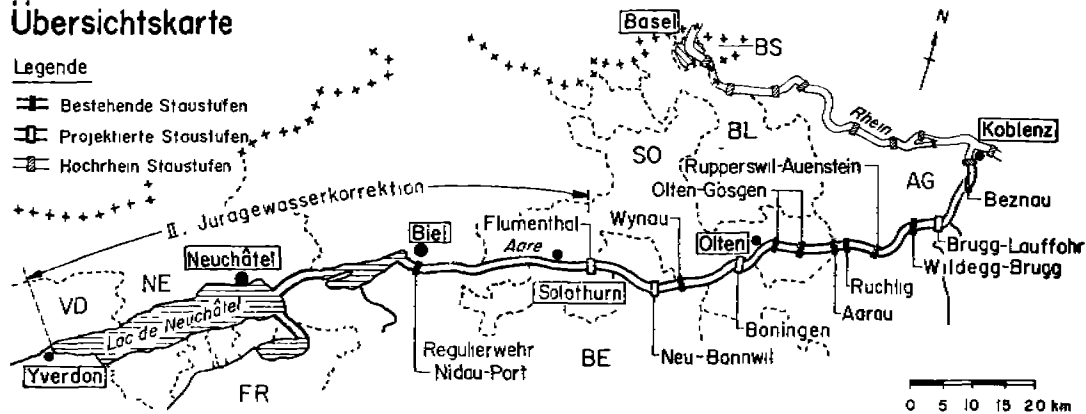 Übersichtskarte
Legende
Bestehende Staustufen
Projektierte Staustufen
Hochrhein Staustufen
Basel
BS
N
Rhein
Koblenz
BL
SO
AG
Rupperswil-Auenstein
Olten-Gösgen
Beznau
II. Juragewässerkorrektion
Flumenthal
Wynau
Biel
Aare
Olten
Brugg-Lauffohr
Wildegg-Brugg
Neuchâtel
NE
VD
Lac de Neuchâtel
Solothurn
Ruchlig
Aarau
Boningen
Regulierwehr
Nidau-Port
BE
Neu-Bannwil
Yverdon
FR
0 5 10 15 20 km